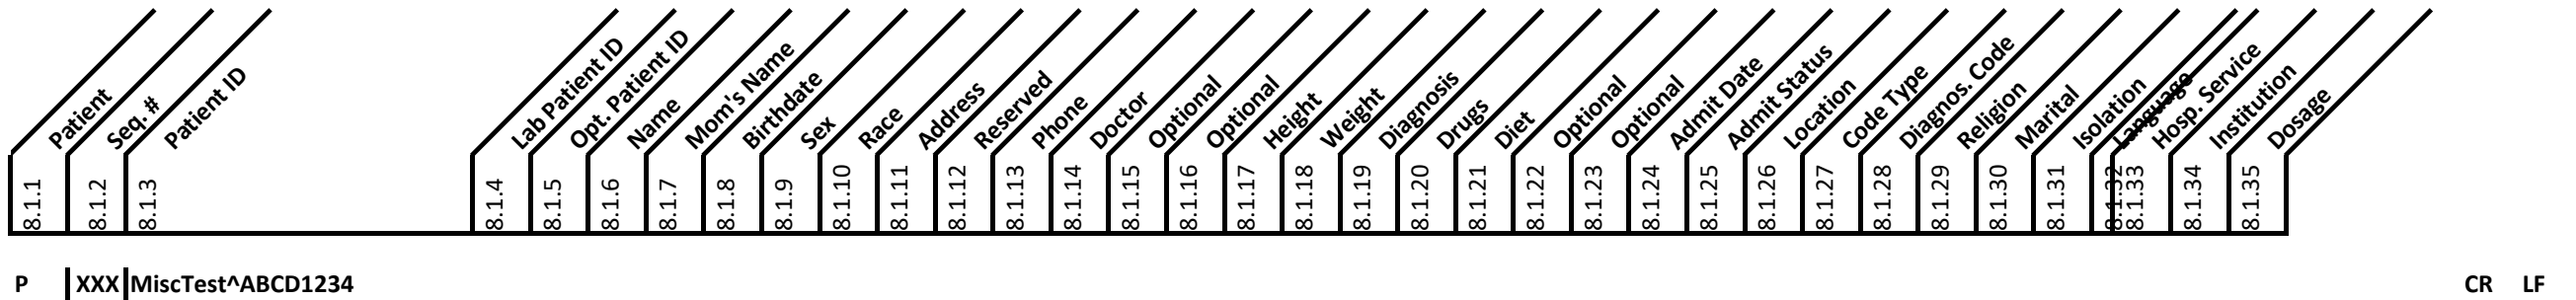 Patient Seq. # Patient ID Lab Patient ID Opt. Patient ID Name Mom's Name Birthdate Sex Race Address Reserved Phone Doctor Optional Optional Height Weight Diagnosis Drugs Diet Optional Optional Admit Date Admit Status Location Code Type Diagnos. Code Religion Marital Isolation Language Hosp. Service Institution Dosage
8.1.1 8.1.2 8.1.3 8.1.4 8.1.5 8.1.6 8.1.7 8.1.8 8.1.9 8.1.10 8.1.11 8.1.12 8.1.13 8.1.14 8.1.15 8.1.16 8.1.17 8.1.18 8.1.19 8.1.20 8.1.21 8.1.22 8.1.23 8.1.24 8.1.25 8.1.26 8.1.27 8.1.28 8.1.29 8.1.30 8.1.31 8.1.32 8.1.33 8.1.34 8.1.35
P | XXX | MiscTest^ABCD1234 CR LF